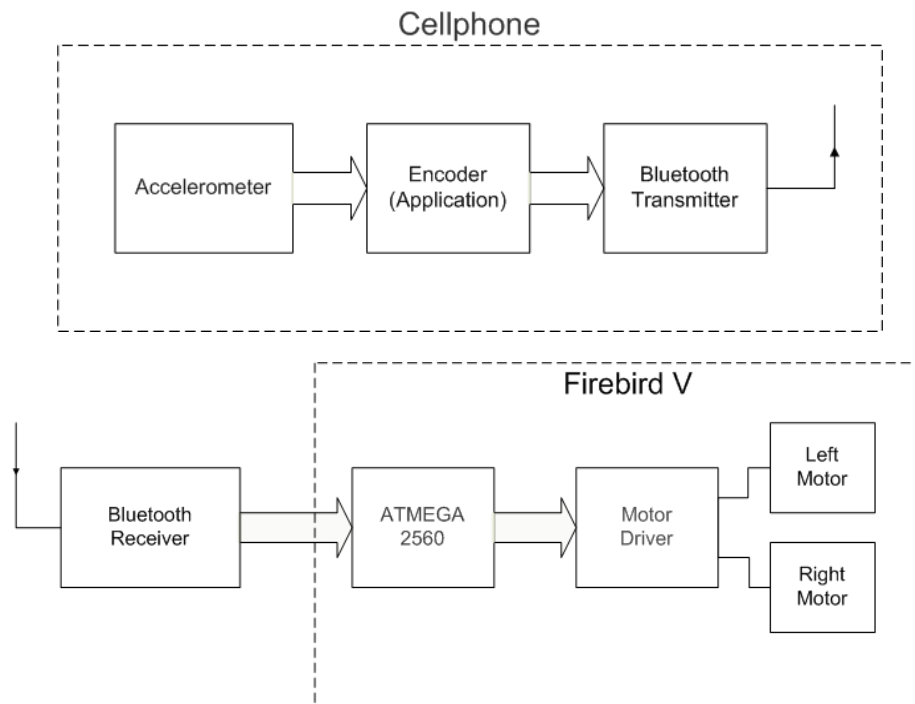 Cellphone
Accelerometer
Encoder
(Application)
Bluetooth
Transmitter
Firebird V
Bluetooth
Receiver
ATMEGA
2560
Motor
Driver
Left
Motor
Right
Motor